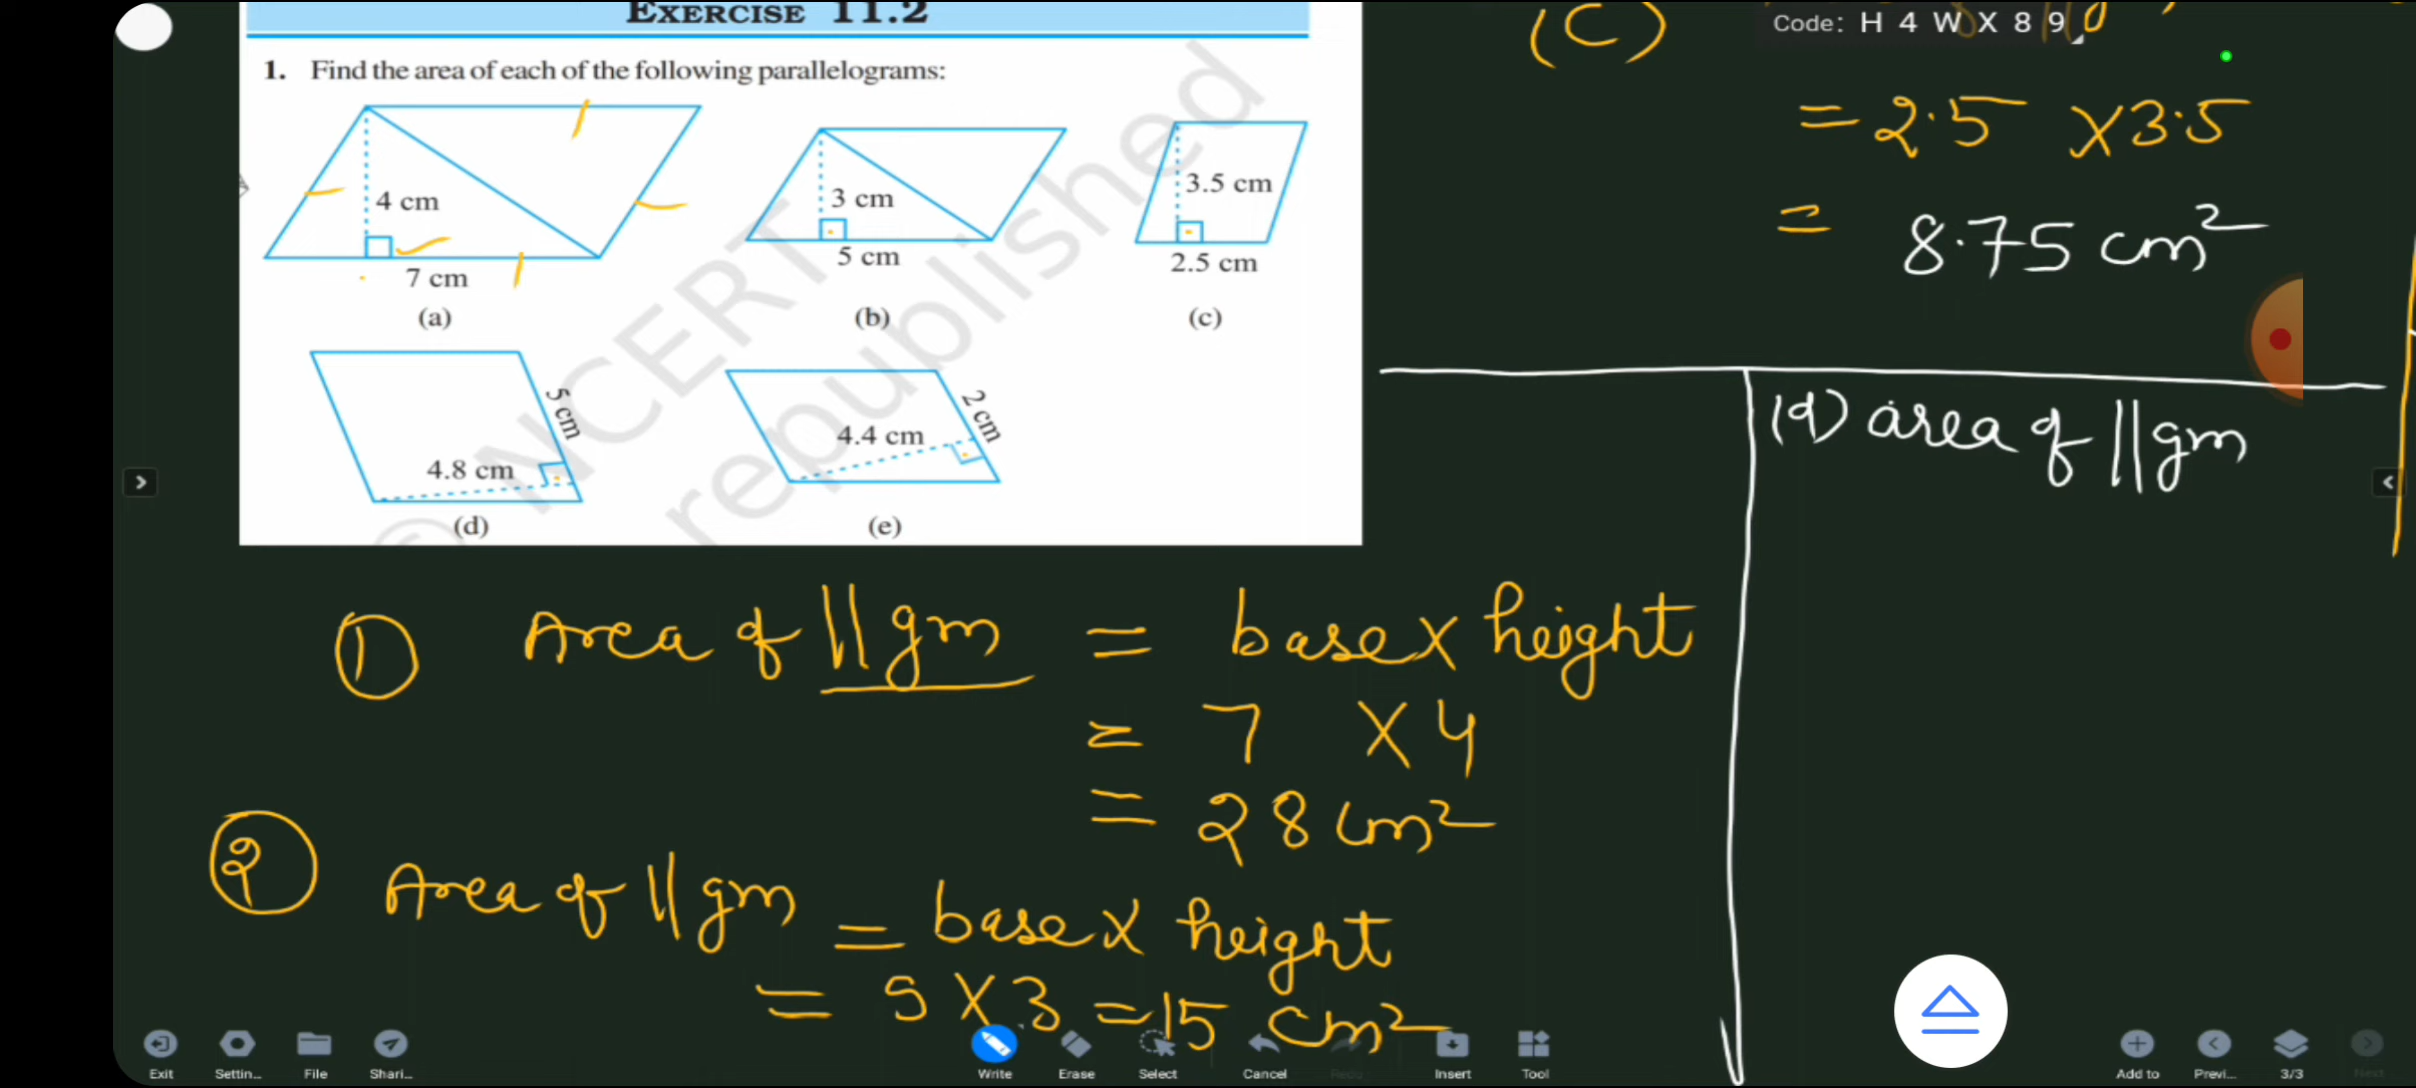 EXERCISE 11.2
1. Find the area of each of the following parallelograms:
4 cm
7 cm
(a)
3 cm
5 cm
(b)
3.5 cm
2.5 cm
(c)
5 cm
4.8 cm
(d)
2 cm
4.4 cm
(e)
© NCERT
republished
(C)
Code: H 4 W X 8 9
= 2.5 X 3.5
= 8.75 cm²
(d) area of ||gm
① Area of ||gm = base X height
= 7 X 4
= 28 cm²
② Area of ||gm = base X height
= 5 X 3 = 15 cm²
Exit
Settin...
File
Shari...
Write
Erase
Select
Cancel
Redo
Insert
Tool
Add to
Previ...
3/3
Next